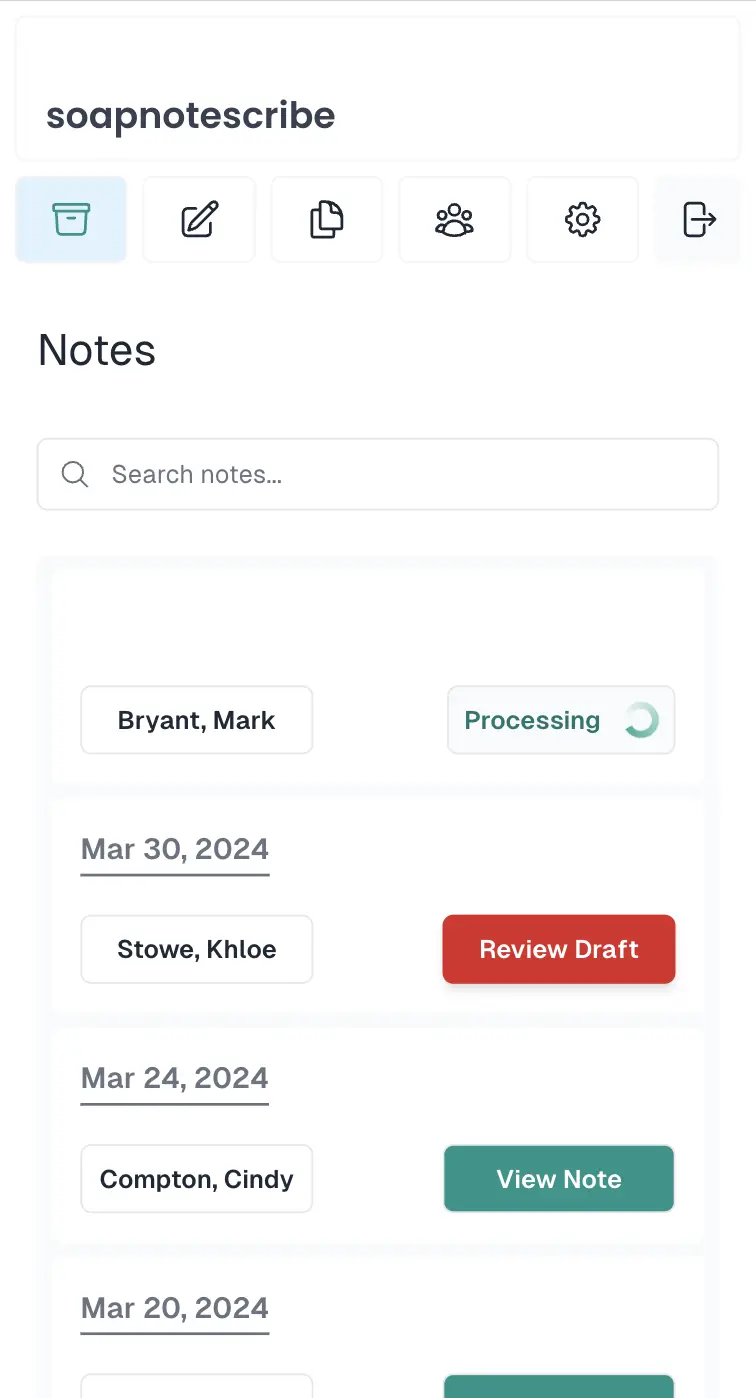 soapnotescribe
Notes
Search notes...
Bryant, Mark
Processing
Mar 30, 2024
Stowe, Khloe
Review Draft
Mar 24, 2024
Compton, Cindy
View Note
Mar 20, 2024